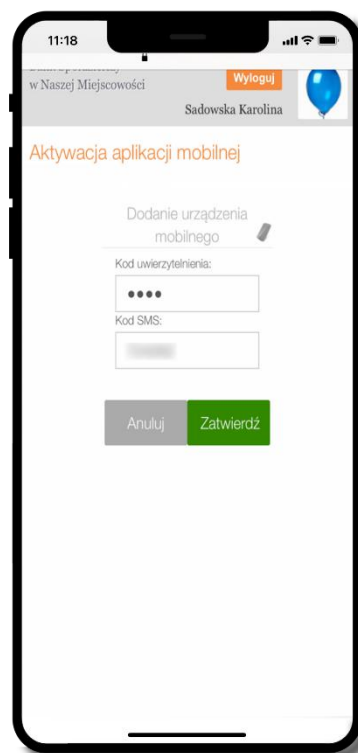 11:18
w Naszej Miejscowości
Wyloguj
Sadowska Karolina
Aktywacja aplikacji mobilnej
Dodanie urządzenia
mobilnego
Kod uwierzytelnienia:
••••
Kod SMS:
Anuluj Zatwierdź